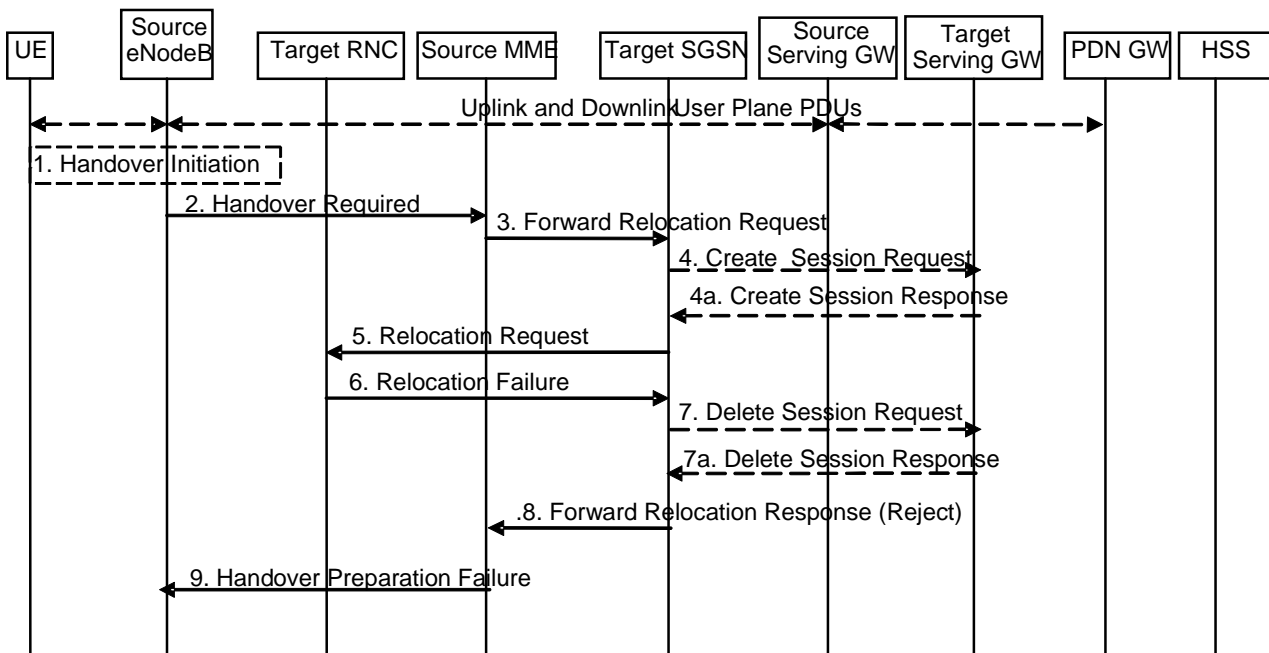 UE
Source
eNodeB
Target RNC
Source MME
Target SGSN
Source
Serving GW
Target
Serving GW
PDN GW
HSS
Uplink and Downlink User Plane PDUs
1. Handover Initiation
2. Handover Required
3. Forward Relocation Request
4. Create Session Request
4a. Create Session Response
5. Relocation Request
6. Relocation Failure
7. Delete Session Request
7a. Delete Session Response
.8. Forward Relocation Response (Reject)
9. Handover Preparation Failure